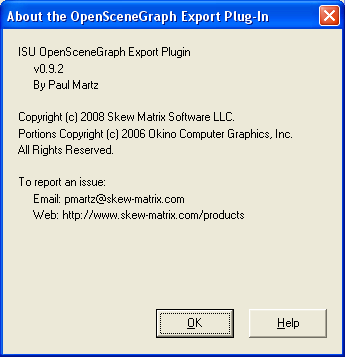 About the OpenSceneGraph Export Plug-In
ISU OpenSceneGraph Export Plugin
v0.9.2
By Paul Martz
Copyright (c) 2008 Skew Matrix Software LLC.
Portions Copyright (c) 2006 Okino Computer Graphics, Inc.
All Rights Reserved.
To report an issue:
Email: pmartz@skew-matrix.com
Web: http://www.skew-matrix.com/products
OK
Help